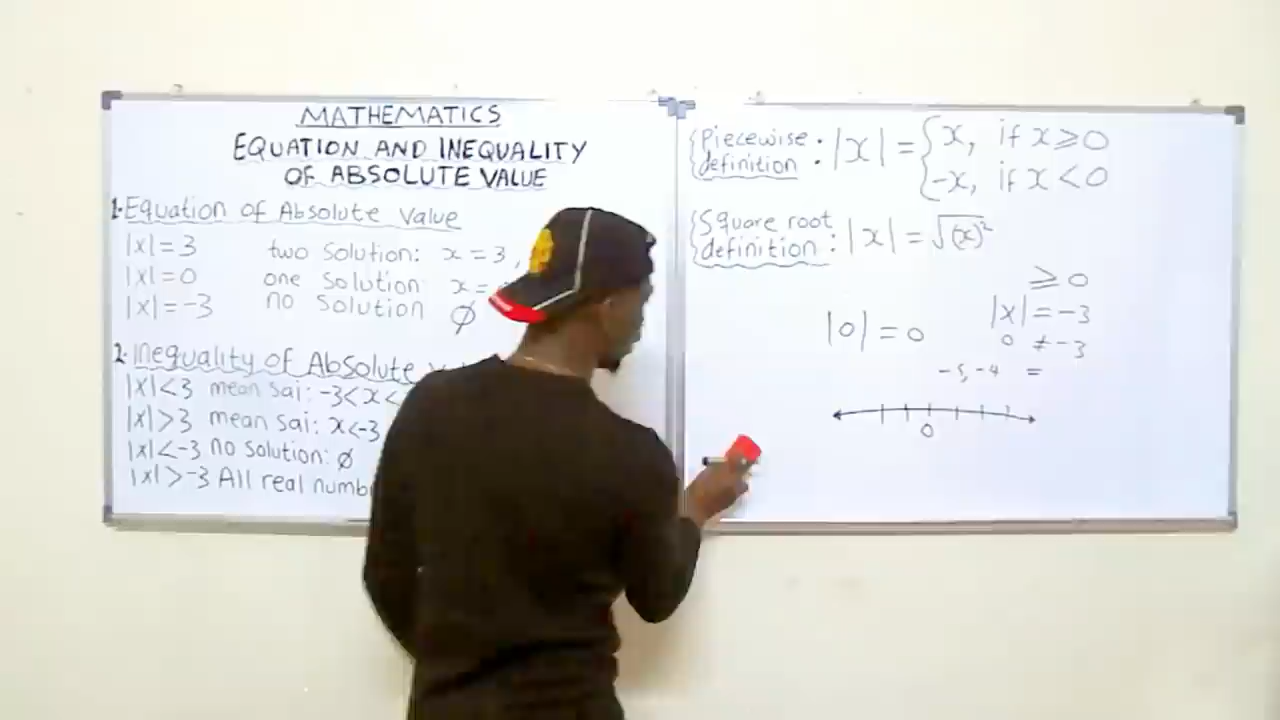 MATHEMATICS
EQUATION AND INEQUALITY
OF ABSOLUTE VALUE
1. Equation of Absolute Value
|x|=3 two solution: x=3,
|x|=0 one solution: x=
|x|=-3 no solution ∅
2. Inequality of Absolute
|x|<3 mean sai: -3<x<
|x|>3 mean sai: x<-3
|x|<-3 no solution: ∅
|x|>-3 All real numb
Piecewise definition: |x| = { x, if x⩾0
-x, if x<0
Square root definition: |x| = √(x)²
⩾0
|x|=-3
|0|=0
0 ≠-3
-5,-4 =
0